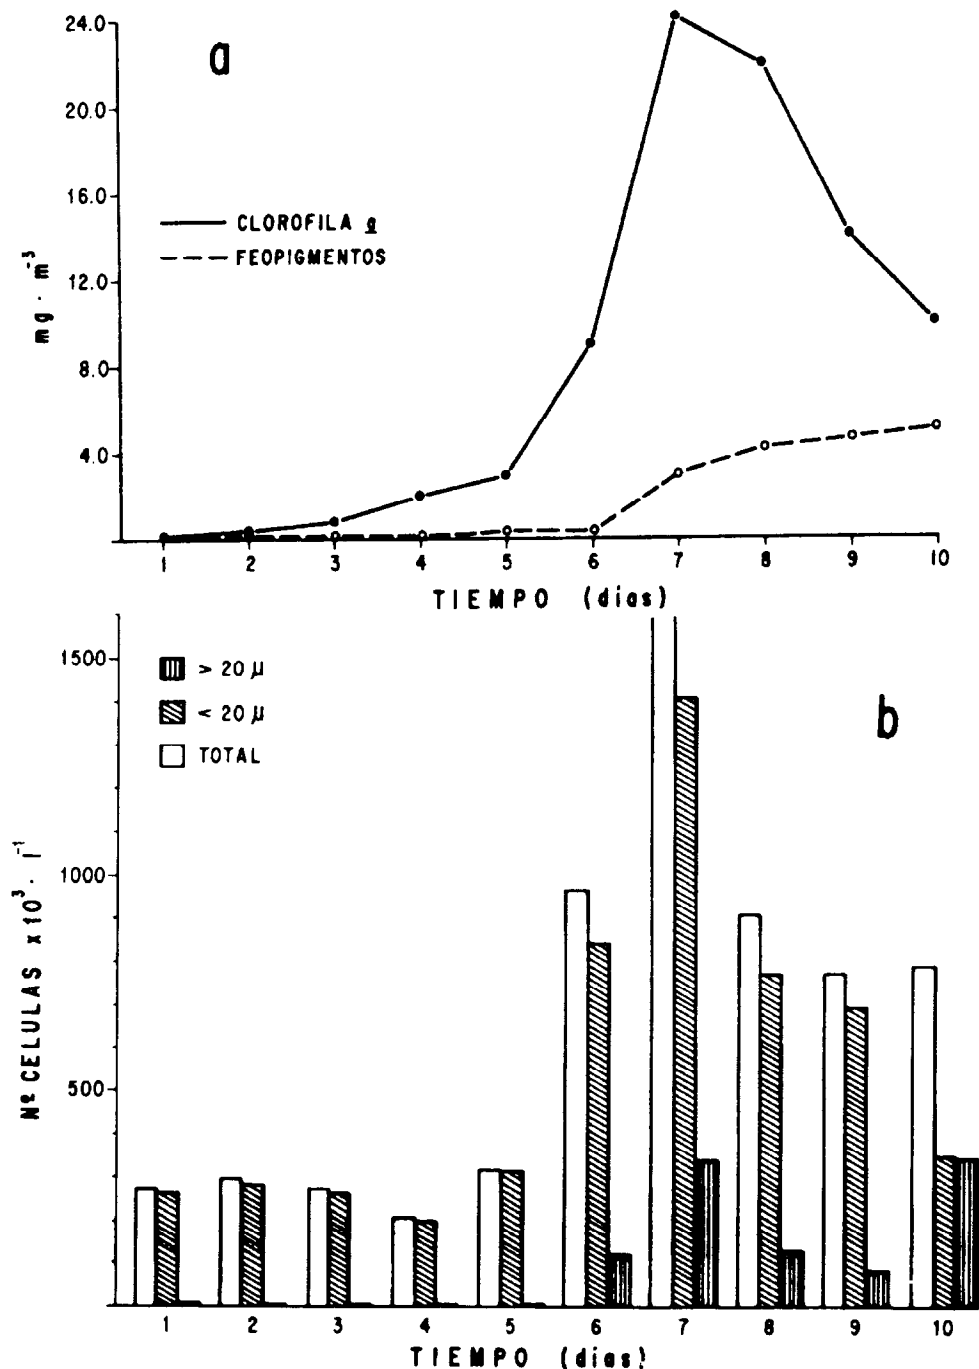 a
24.0
20.0
16.0
12.0
8.0
4.0
mg · m⁻³
CLOROFILA a
FEOPIGMENTOS
1 2 3 4 5 6 7 8 9 10
TIEMPO (días)
b
1500
1000
500
Nº CELULAS x10³ · l⁻¹
> 20 µ
< 20 µ
TOTAL
1 2 3 4 5 6 7 8 9 10
TIEMPO (días)